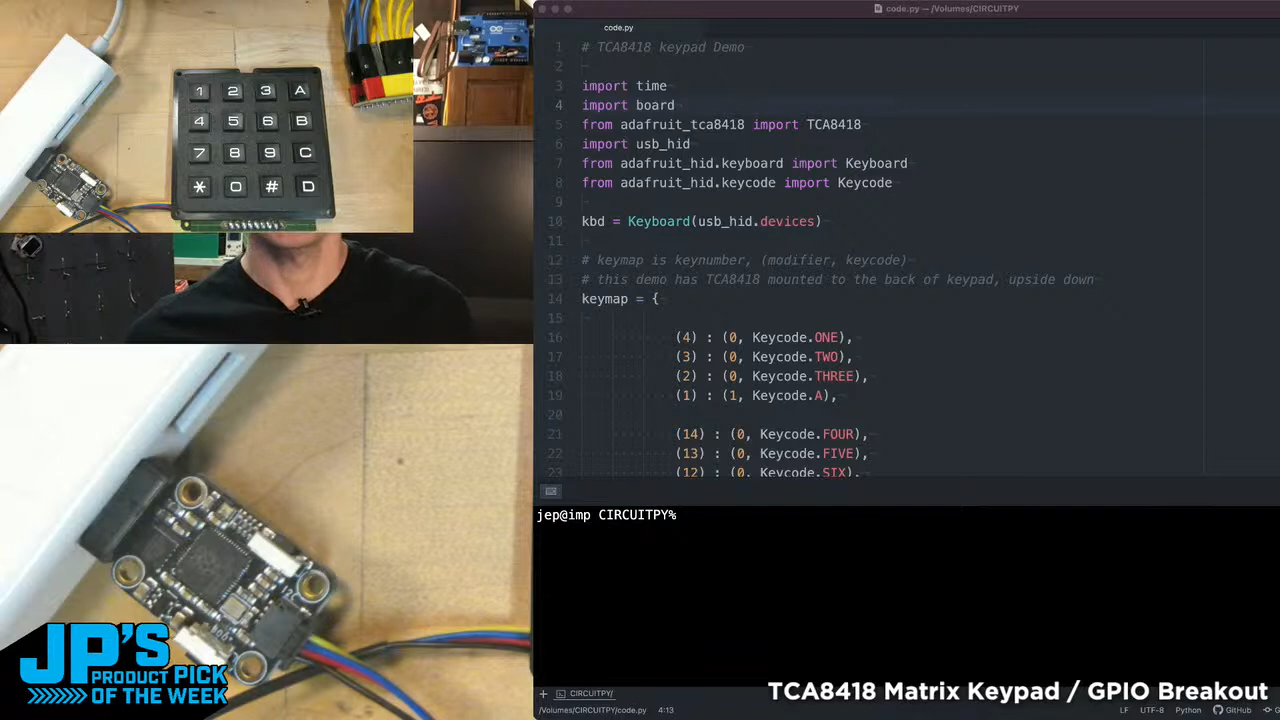 1 2 3 A
4 5 6 B
7 8 9 C
* 0 # D
JP'S
PRODUCT PICK
OF THE WEEK
code.py — /Volumes/CIRCUITPY
code.py
1 # TCA8418 keypad Demo
2
3 import time
4 import board
5 from adafruit_tca8418 import TCA8418
6 import usb_hid
7 from adafruit_hid.keyboard import Keyboard
8 from adafruit_hid.keycode import Keycode
9
10 kbd = Keyboard(usb_hid.devices)
11
12 # keymap is keynumber, (modifier, keycode)
13 # this demo has TCA8418 mounted to the back of keypad, upside down
14 keymap = {
15
16 (4) : (0, Keycode.ONE),
17 (3) : (0, Keycode.TWO),
18 (2) : (0, Keycode.THREE),
19 (1) : (1, Keycode.A),
20
21 (14) : (0, Keycode.FOUR),
22 (13) : (0, Keycode.FIVE),
23 (12) : (0, Keycode.SIX),
jep@imp CIRCUITPY%
+ CIRCUITPY/
TCA8418 Matrix Keypad / GPIO Breakout
/Volumes/CIRCUITPY/code.py 4:13 LF UTF-8 Python GitHub